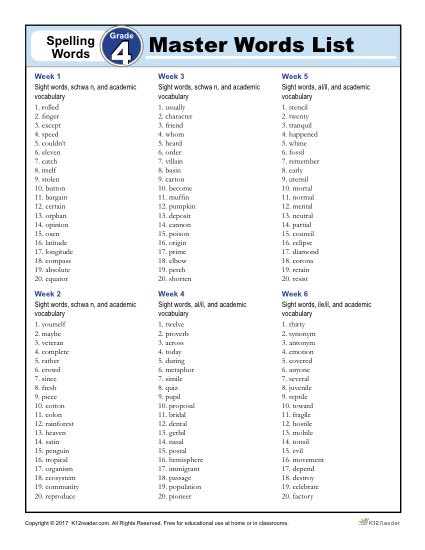 Spelling
Words
Grade
4
Master Words List
Week 1
Sight words, schwa n, and academic
vocabulary
1. rolled
2. finger
3. except
4. speed
5. couldn't
6. eleven
7. catch
8. itself
9. stolen
10. button
11. bargain
12. certain
13. orphan
14. opinion
15. oxen
16. latitude
17. longitude
18. compass
19. absolute
20. equator
Week 2
Sight words, schwa n, and academic
vocabulary
1. yourself
2. maybe
3. veteran
4. complete
5. rather
6. crowd
7. since
8. fresh
9. piece
10. cotton
11. colon
12. rainforest
13. heaven
14. satin
15. penguin
16. tropical
17. organism
18. ecosystem
19. community
20. reproduce
Week 3
Sight words, schwa n, and academic
vocabulary
1. usually
2. character
3. friend
4. whom
5. heard
6. order
7. villain
8. basin
9. carton
10. become
11. muffin
12. pumpkin
13. deposit
14. cannon
15. poison
16. origin
17. prime
18. elbow
19. perch
20. shorten
Week 4
Sight words, al/il, and academic
vocabulary
1. twelve
2. proverb
3. across
4. today
5. during
6. metaphor
7. simile
8. quiz
9. pupil
10. proposal
11. bridal
12. dental
13. gerbil
14. nasal
15. postal
16. hemisphere
17. immigrant
18. passage
19. population
20. pioneer
Week 5
Sight words, al/il, and academic
vocabulary
1. stencil
2. twenty
3. tranquil
4. happened
5. whine
6. fossil
7. remember
8. early
9. utensil
10. mortal
11. normal
12. mental
13. neutral
14. partial
15. council
16. eclipse
17. diamond
18. corona
19. retain
20. resist
Week 6
Sight words, ile/il, and academic
vocabulary
1. thirty
2. synonym
3. antonym
4. emotion
5. covered
6. anyone
7. several
8. juvenile
9. reptile
10. toward
11. fragile
12. hostile
13. mobile
14. tonsil
15. evil
16. movement
17. depend
18. destroy
19. celebrate
20. factory
Copyright © 2017 K12reader.com. All Rights Reserved. Free for educational use at home or in classrooms.
K12Reader